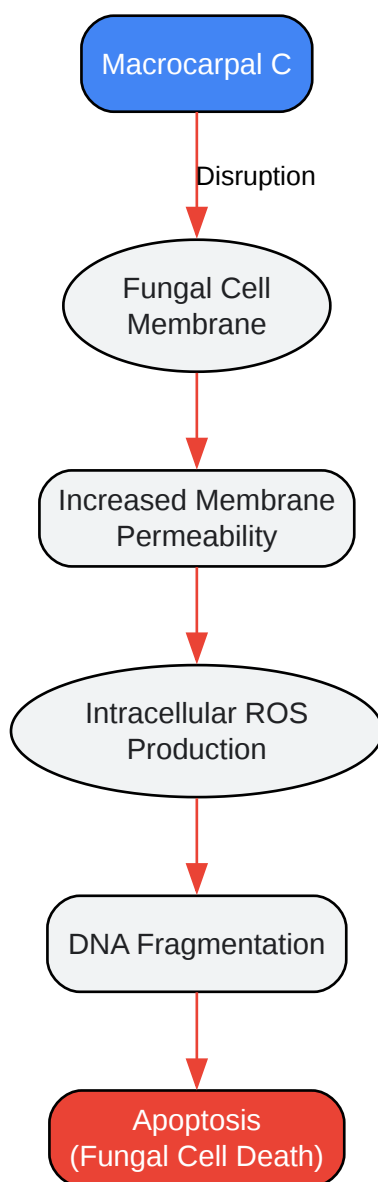 Macrocarpal C
Disruption
Fungal Cell
Membrane
Increased Membrane
Permeability
Intracellular ROS
Production
DNA Fragmentation
Apoptosis
(Fungal Cell Death)